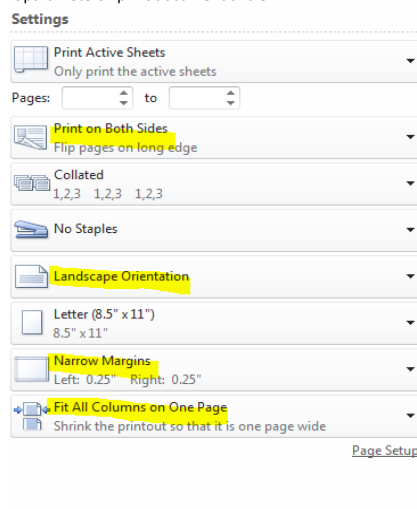 Settings
Print Active Sheets
Only print the active sheets
Pages: to
Print on Both Sides
Flip pages on long edge
Collated
1,2,3 1,2,3 1,2,3
No Staples
Landscape Orientation
Letter (8.5" x 11")
8.5" x 11"
Narrow Margins
Left: 0.25" Right: 0.25"
Fit All Columns on One Page
Shrink the printout so that it is one page wide
Page Setup